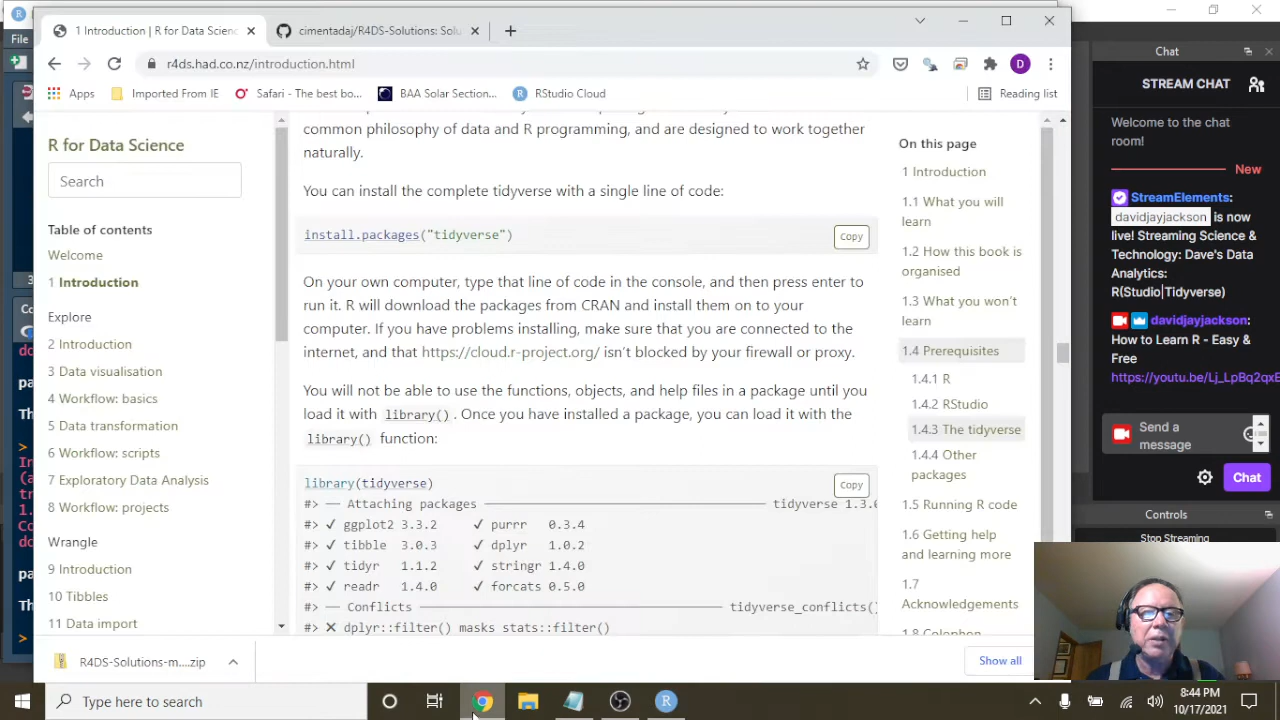 File
1 Introduction | R for Data Scienc
cimentadaj/R4DS-Solutions: Solu
r4ds.had.co.nz/introduction.html
D
Apps
Imported From IE
Safari - The best bo...
BAA Solar Section...
RStudio Cloud
Reading list
R for Data Science
Search
Table of contents
Welcome
1 Introduction
Explore
2 Introduction
3 Data visualisation
4 Workflow: basics
5 Data transformation
6 Workflow: scripts
7 Exploratory Data Analysis
8 Workflow: projects
Wrangle
9 Introduction
10 Tibbles
11 Data import
common philosophy of data and R programming, and are designed to work together
naturally.
You can install the complete tidyverse with a single line of code:
install.packages("tidyverse")
Copy
On your own computer, type that line of code in the console, and then press enter to
run it. R will download the packages from CRAN and install them on to your
computer. If you have problems installing, make sure that you are connected to the
internet, and that https://cloud.r-project.org/ isn’t blocked by your firewall or proxy.
You will not be able to use the functions, objects, and help files in a package until you
load it with library(). Once you have installed a package, you can load it with the
library() function:
library(tidyverse)
Copy
#> ── Attaching packages ──────────────── tidyverse 1.3.0
#> ✓ ggplot2 3.3.2 ✓ purrr 0.3.4
#> ✓ tibble 3.0.3 ✓ dplyr 1.0.2
#> ✓ tidyr 1.1.2 ✓ stringr 1.4.0
#> ✓ readr 1.4.0 ✓ forcats 0.5.0
#> ── Conflicts ──────────────── tidyverse_conflicts()
#> ✗ dplyr::filter() masks stats::filter()
On this page
1 Introduction
1.1 What you will
learn
1.2 How this book is
organised
1.3 What you won’t
learn
1.4 Prerequisites
1.4.1 R
1.4.2 RStudio
1.4.3 The tidyverse
1.4.4 Other
packages
1.5 Running R code
1.6 Getting help
and learning more
1.7
Acknowledgements
1.8 Colophon
Chat
STREAM CHAT
Welcome to the chat
room!
New
StreamElements:
davidjayjackson is now
live! Streaming Science &
Technology: Dave's Data
Analytics:
R(Studio|Tidyverse)
davidjayjackson:
How to Learn R - Easy &
Free
https://youtu.be/Lj_LpBq2qxE
Send a
message
Chat
Controls
Stop Streaming
R4DS-Solutions-m....zip
Show all
Type here to search
8:44 PM
10/17/2021